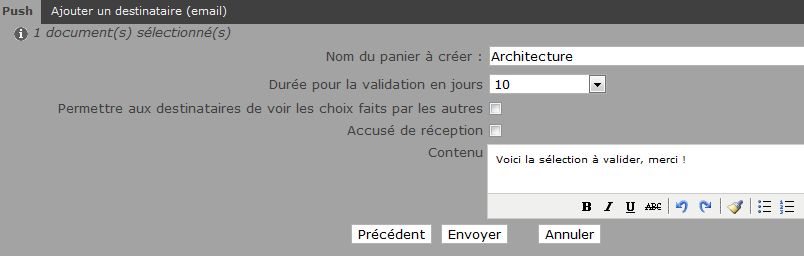 Push Ajouter un destinataire (email)
1 document(s) sélectionné(s)
Nom du panier à créer : Architecture
Durée pour la validation en jours 10
Permettre aux destinataires de voir les choix faits par les autres
Accusé de réception
Contenu
Voici la sélection à valider, merci !
B I U ABC
Précédent Envoyer Annuler